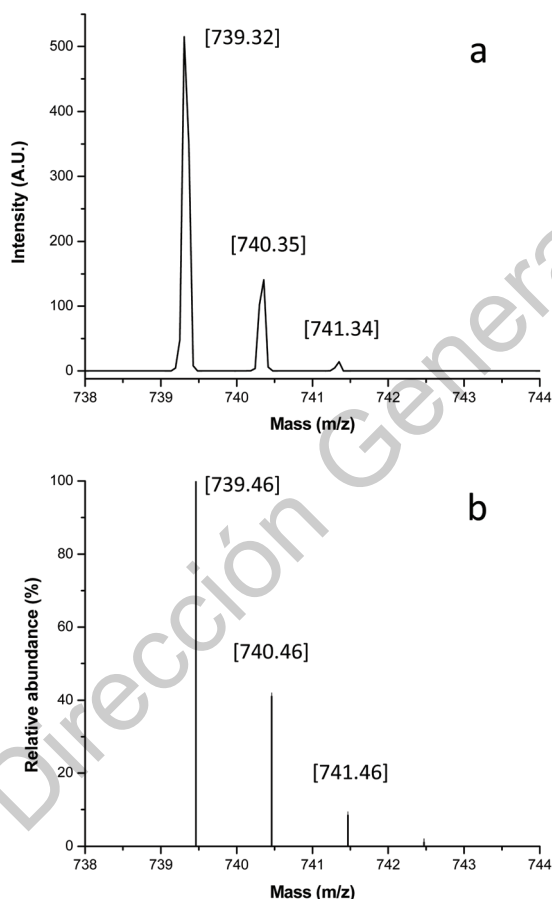 [739.32]
a
500
400
Intensity (A.U.)
300
[740.35]
200
[741.34]
100
0
738 739 740 741 742 743 744
Mass (m/z)
100
[739.46]
b
80
Relative abundance (%)
60
[740.46]
40
[741.46]
20
0
738 739 740 741 742 743 744
Mass (m/z)
Dirección Genera